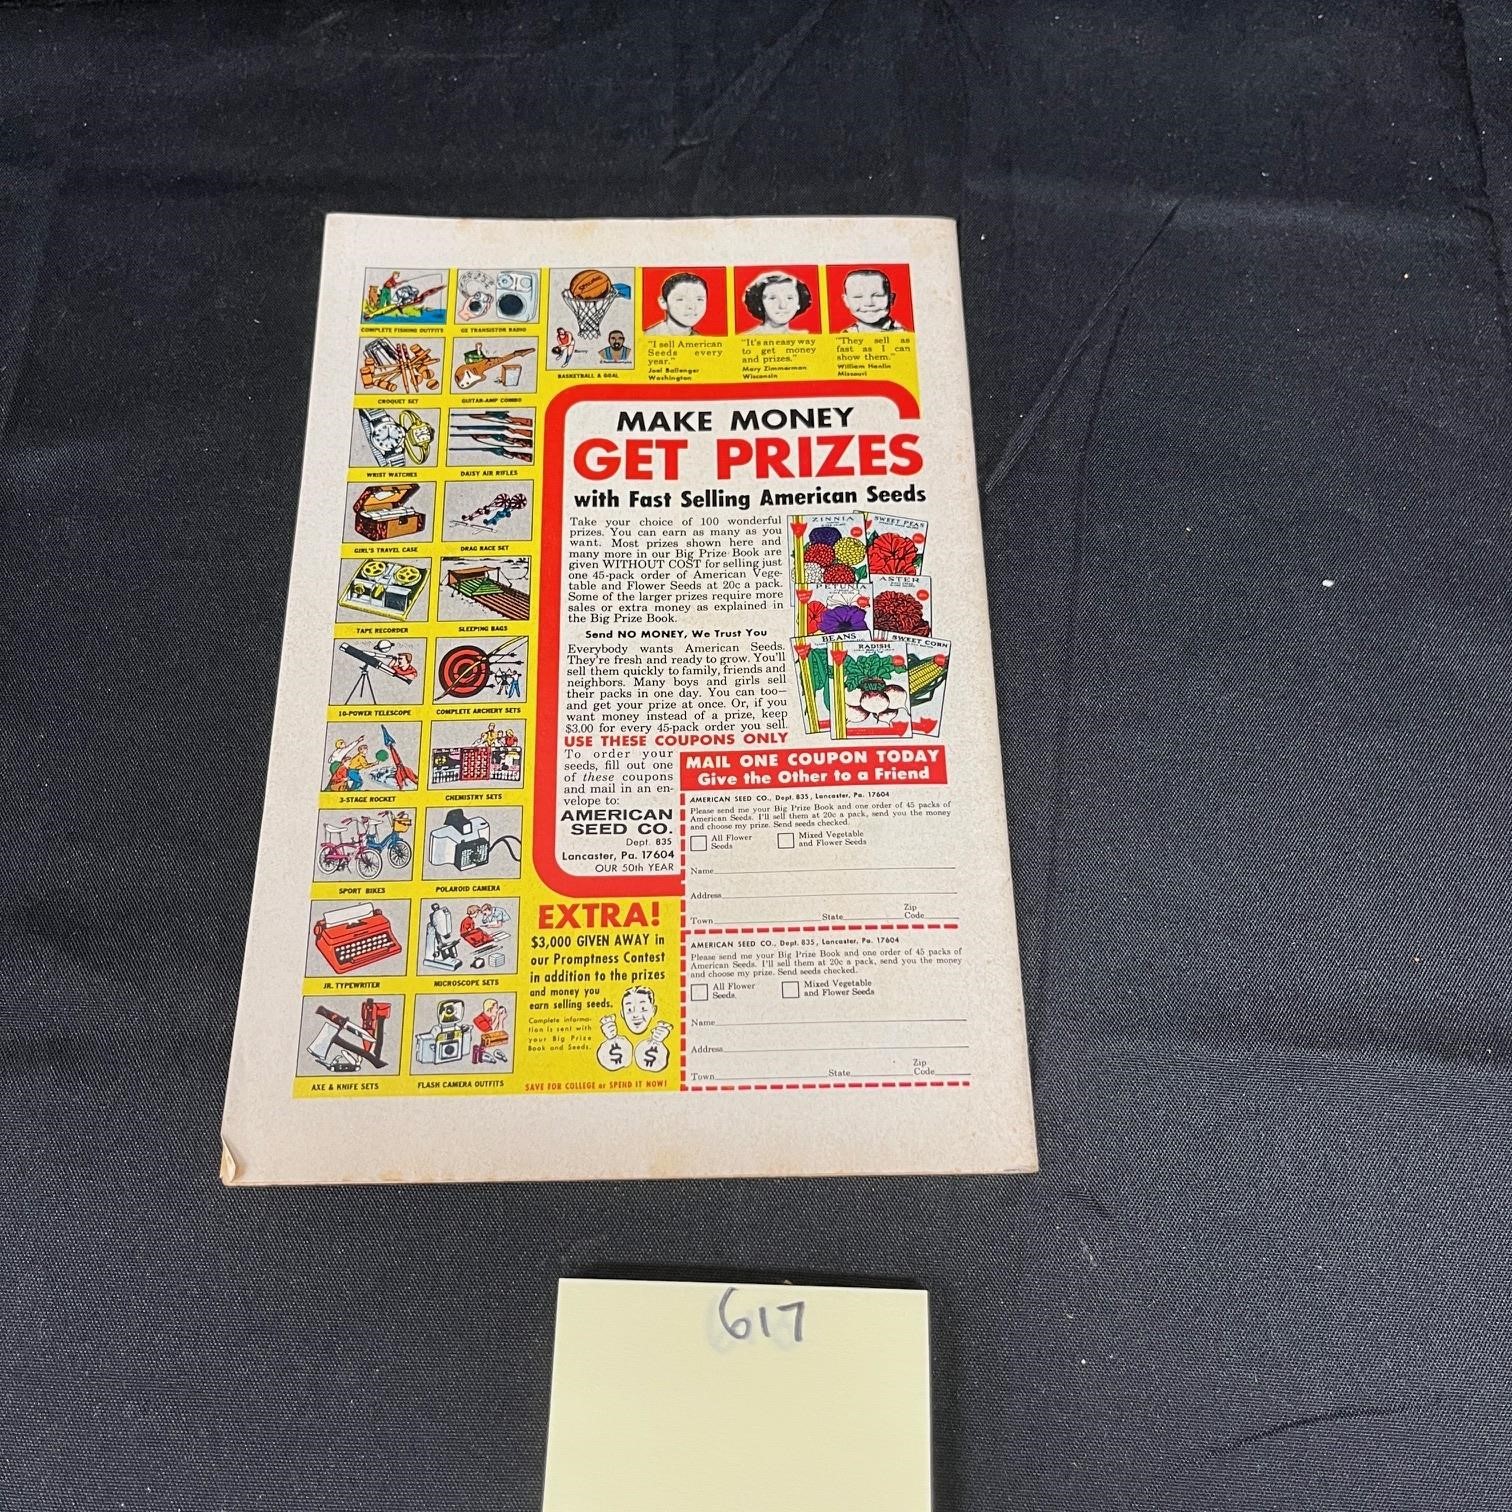 COMPLETE FISHING OUTFITS
GE TRANSISTOR RADIO
BASKETBALL & GOAL
CROQUET SET
GUITAR-AMP COMBO
WRIST WATCHES
DAISY AIR RIFLES
GIRL'S TRAVEL CASE
DRAG RACE SET
TAPE RECORDER
SLEEPING BAGS
10-POWER TELESCOPE
COMPLETE ARCHERY SETS
3-STAGE ROCKET
CHEMISTRY SETS
SPORT BIKES
POLAROID CAMERA
JR. TYPEWRITER
MICROSCOPE SETS
AXE & KNIFE SETS
FLASH CAMERA OUTFITS
"I sell American
Seeds every
year."
Joel Ballenger
Washington
"It's an easy way
to get money
and prizes."
Mary Zimmerman
Wisconsin
"They sell as
fast as I can
show them."
William Henlin
Missouri
MAKE MONEY
GET PRIZES
with Fast Selling American Seeds
Take your choice of 100 wonderful
prizes. You can earn as many as you
want. Most prizes shown here and
many more in our Big Prize Book are
given WITHOUT COST for selling just
one 45-pack order of American Vege-
table and Flower Seeds at 20c a pack.
Some of the larger prizes require more
sales or extra money as explained in
the Big Prize Book.
Send NO MONEY, We Trust You
Everybody wants American Seeds.
They're fresh and ready to grow. You'll
sell them quickly to family, friends and
neighbors. Many boys and girls sell
their packs in one day. You can too—
and get your prize at once. Or, if you
want money instead of a prize, keep
$3.00 for every 45-pack order you sell.
USE THESE COUPONS ONLY
ZINNIA
SWEET PEAS
PETUNIA
ASTER
BEANS
RADISH
SWEET CORN
To order your
seeds, fill out one
of these coupons
and mail in an en-
velope to:
AMERICAN
SEED CO.
Dept. 835
Lancaster, Pa. 17604
OUR 50th YEAR
MAIL ONE COUPON TODAY
Give the Other to a Friend
AMERICAN SEED CO., Dept. 835, Lancaster, Pa. 17604
Please send me your Big Prize Book and one order of 45 packs of
American Seeds. I'll sell them at 20c a pack, send you the money
and choose my prize. Send seeds checked.
All Flower
Seeds
Mixed Vegetable
and Flower Seeds
Name
Address
Town State Zip
Code
AMERICAN SEED CO., Dept. 835, Lancaster, Pa. 17604
Please send me your Big Prize Book and one order of 45 packs of
American Seeds. I'll sell them at 20c a pack, send you the money
and choose my prize. Send seeds checked.
All Flower
Seeds
Mixed Vegetable
and Flower Seeds
Name
Address
Town State Zip
Code
EXTRA!
$3,000 GIVEN AWAY in
our Promptness Contest
in addition to the prizes
and money you
earn selling seeds.
Complete informa-
tion is sent with
your Big Prize
Book and Seeds.
$ $
SAVE FOR COLLEGE or SPEND IT NOW!
617